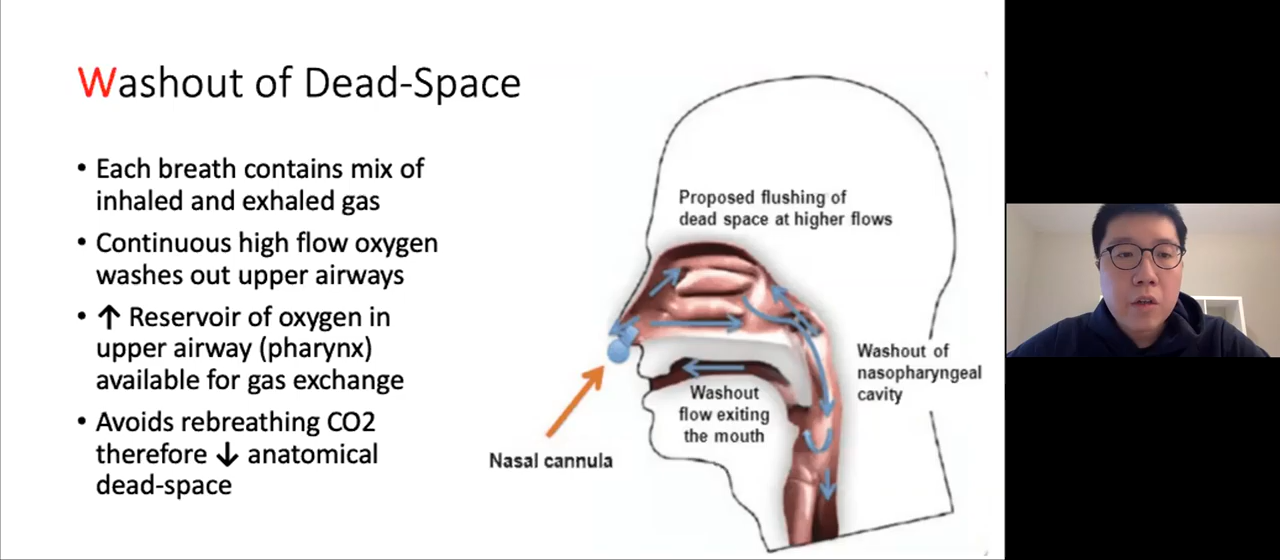 Washout of Dead-Space
• Each breath contains mix of
inhaled and exhaled gas
• Continuous high flow oxygen
washes out upper airways
• ↑ Reservoir of oxygen in
upper airway (pharynx)
available for gas exchange
• Avoids rebreathing CO2
therefore ↓ anatomical
dead-space
Proposed flushing of
dead space at higher flows
Washout of
nasopharyngeal
cavity
Washout
flow exiting
the mouth
Nasal cannula